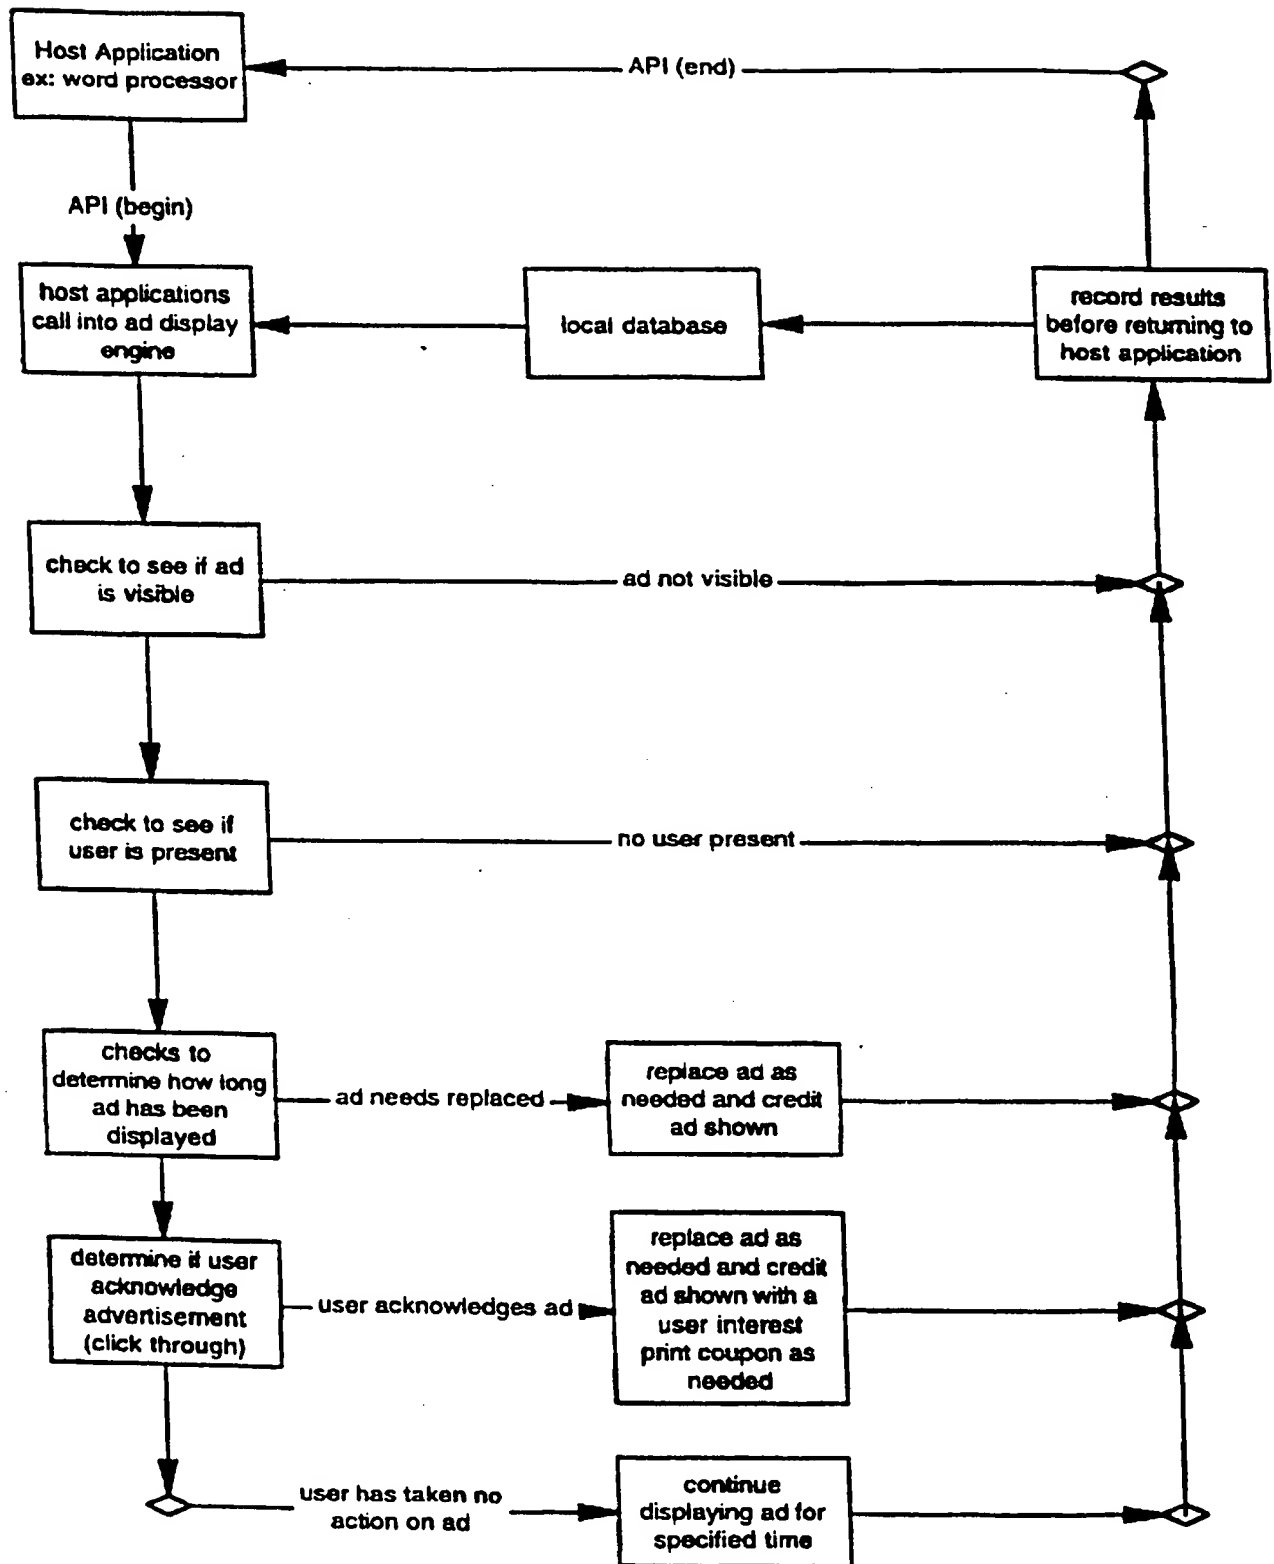 Host Application
ex: word processor
API (end)
API (begin)
host applications
call into ad display
engine
local database
record results
before returning to
host application
check to see if ad
is visible
ad not visible
check to see if
user is present
no user present
checks to
determine how long
ad has been
displayed
ad needs replaced
replace ad as
needed and credit
ad shown
determine if user
acknowledge
advertisement
(click through)
user acknowledges ad
replace ad as
needed and credit
ad shown with a
user interest
print coupon as
needed
user has taken no
action on ad
continue
displaying ad for
specified time